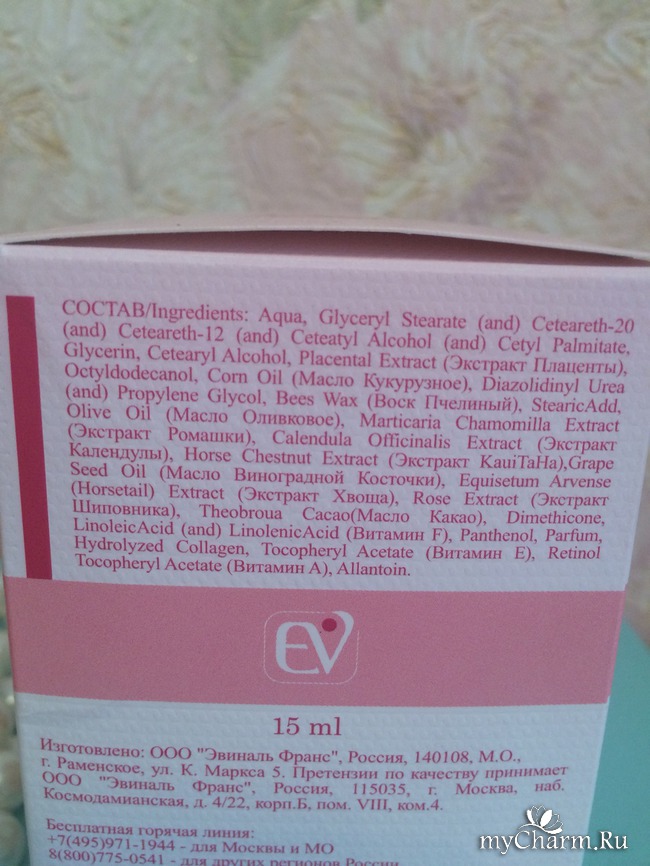 СОСТАВ/Ingredients: Aqua, Glyceryl Stearate (and) Ceteareth-20
(and) Ceteareth-12 (and) Ceteatyl Alcohol (and) Cetyl Palmitate,
Glycerin, Cetearyl Alcohol, Placental Extract (Экстракт Плаценты),
Octyldodecanol, Corn Oil (Масло Кукурузное), Diazolidinyl Urea
(and) Propylene Glycol, Bees Wax (Воск Пчелиный), StearicAdd,
Olive Oil (Масло Оливковое), Marticaria Chamomilla Extract
(Экстракт Ромашки), Calendula Officinalis Extract (Экстракт
Календулы), Horse Chestnut Extract (Экстракт KauiTaHa),Grape
Seed Oil (Масло Виноградной Косточки), Equisetum Arvense
(Horsetail) Extract (Экстракт Хвоща), Rose Extract (Экстракт
Шиповника), Theobroua Cacao(Масло Какао), Dimethicone,
LinoleicAcid (and) LinolenicAcid (Витамин F), Panthenol, Parfum,
Hydrolyzed Collagen, Tocopheryl Acetate (Витамин Е), Retinol
Tocopheryl Acetate (Витамин А), Allantoin.
EV
15 ml
Изготовлено: ООО "Эвиналь Франс", Россия, 140108, М.О.,
г. Раменское, ул. К. Маркса 5. Претензии по качеству принимает
ООО "Эвиналь Франс", Россия, 115035, г. Москва, наб.
Космодамианская, д. 4/22, корп.Б, пом. VIII, ком.4.
Бесплатная горячая линия:
+7(495)971-1944 - для Москвы и МО
8(800)775-0541 - для других регионов России
myCharm.Ru